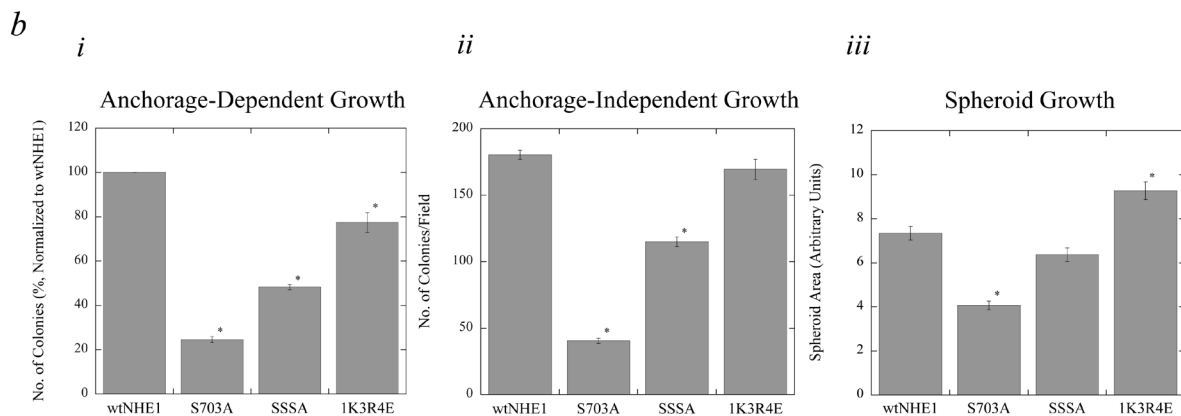 b
i
ii
iii
Anchorage-Dependent Growth
No. of Colonies (%, Normalized to wtNHE1)
120
100
80
60
40
20
0
*
*
*
wtNHE1 S703A SSSA 1K3R4E
Anchorage-Independent Growth
No. of Colonies/Field
200
150
100
50
0
*
*
wtNHE1 S703A SSSA 1K3R4E
Spheroid Growth
Spheroid Area (Arbitrary Units)
12
10
8
6
4
2
0
*
*
wtNHE1 S703A SSSA 1K3R4E